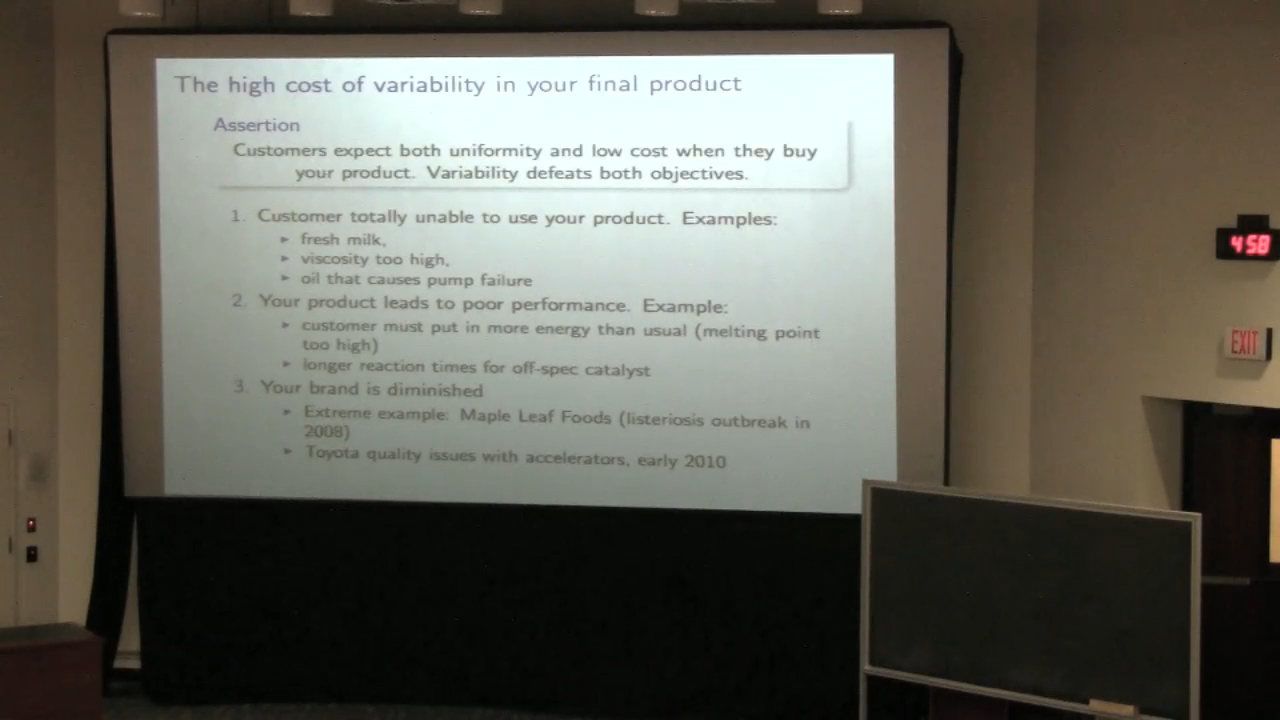 The high cost of variability in your final product
Assertion
Customers expect both uniformity and low cost when they buy
your product. Variability defeats both objectives.
1. Customer totally unable to use your product. Examples:
▸ fresh milk,
▸ viscosity too high,
▸ oil that causes pump failure
2. Your product leads to poor performance. Example:
▸ customer must put in more energy than usual (melting point
too high)
▸ longer reaction times for off-spec catalyst
3. Your brand is diminished
▸ Extreme example: Maple Leaf Foods (listeriosis outbreak in
2008)
▸ Toyota quality issues with accelerators, early 2010
4:58
EXIT